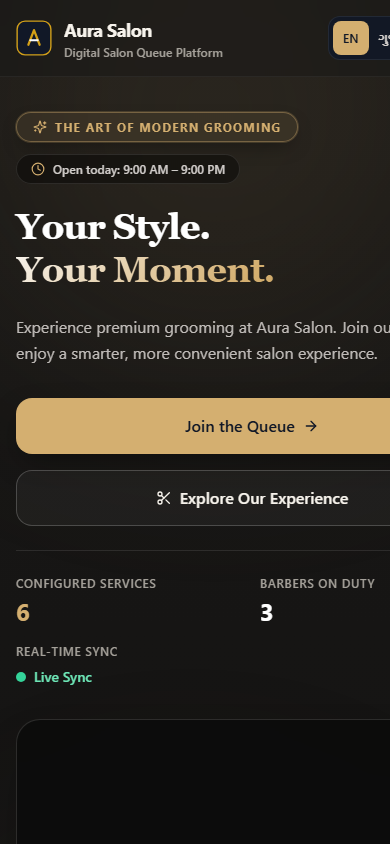 A
Aura Salon
Digital Salon Queue Platform
EN
THE ART OF MODERN GROOMING
Open today: 9:00 AM – 9:00 PM
Your Style.
Your Moment.
Experience premium grooming at Aura Salon. Join ou
enjoy a smarter, more convenient salon experience.
Join the Queue →
Explore Our Experience
CONFIGURED SERVICES
6
BARBERS ON DUTY
3
REAL-TIME SYNC
Live Sync